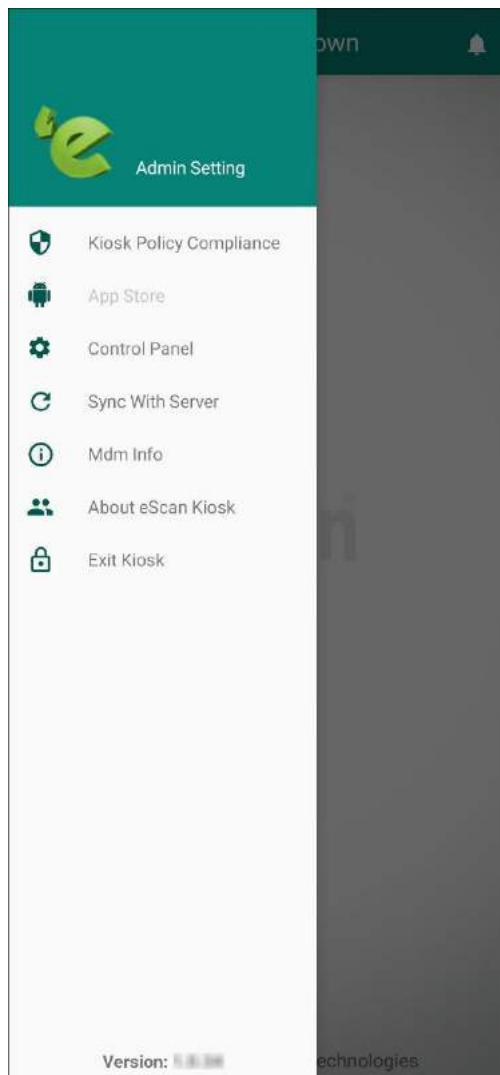 own
Admin Setting
Kiosk Policy Compliance
App Store
Control Panel
Sync With Server
Mdm Info
About eScan Kiosk
Exit Kiosk
n
Version:
echnologies